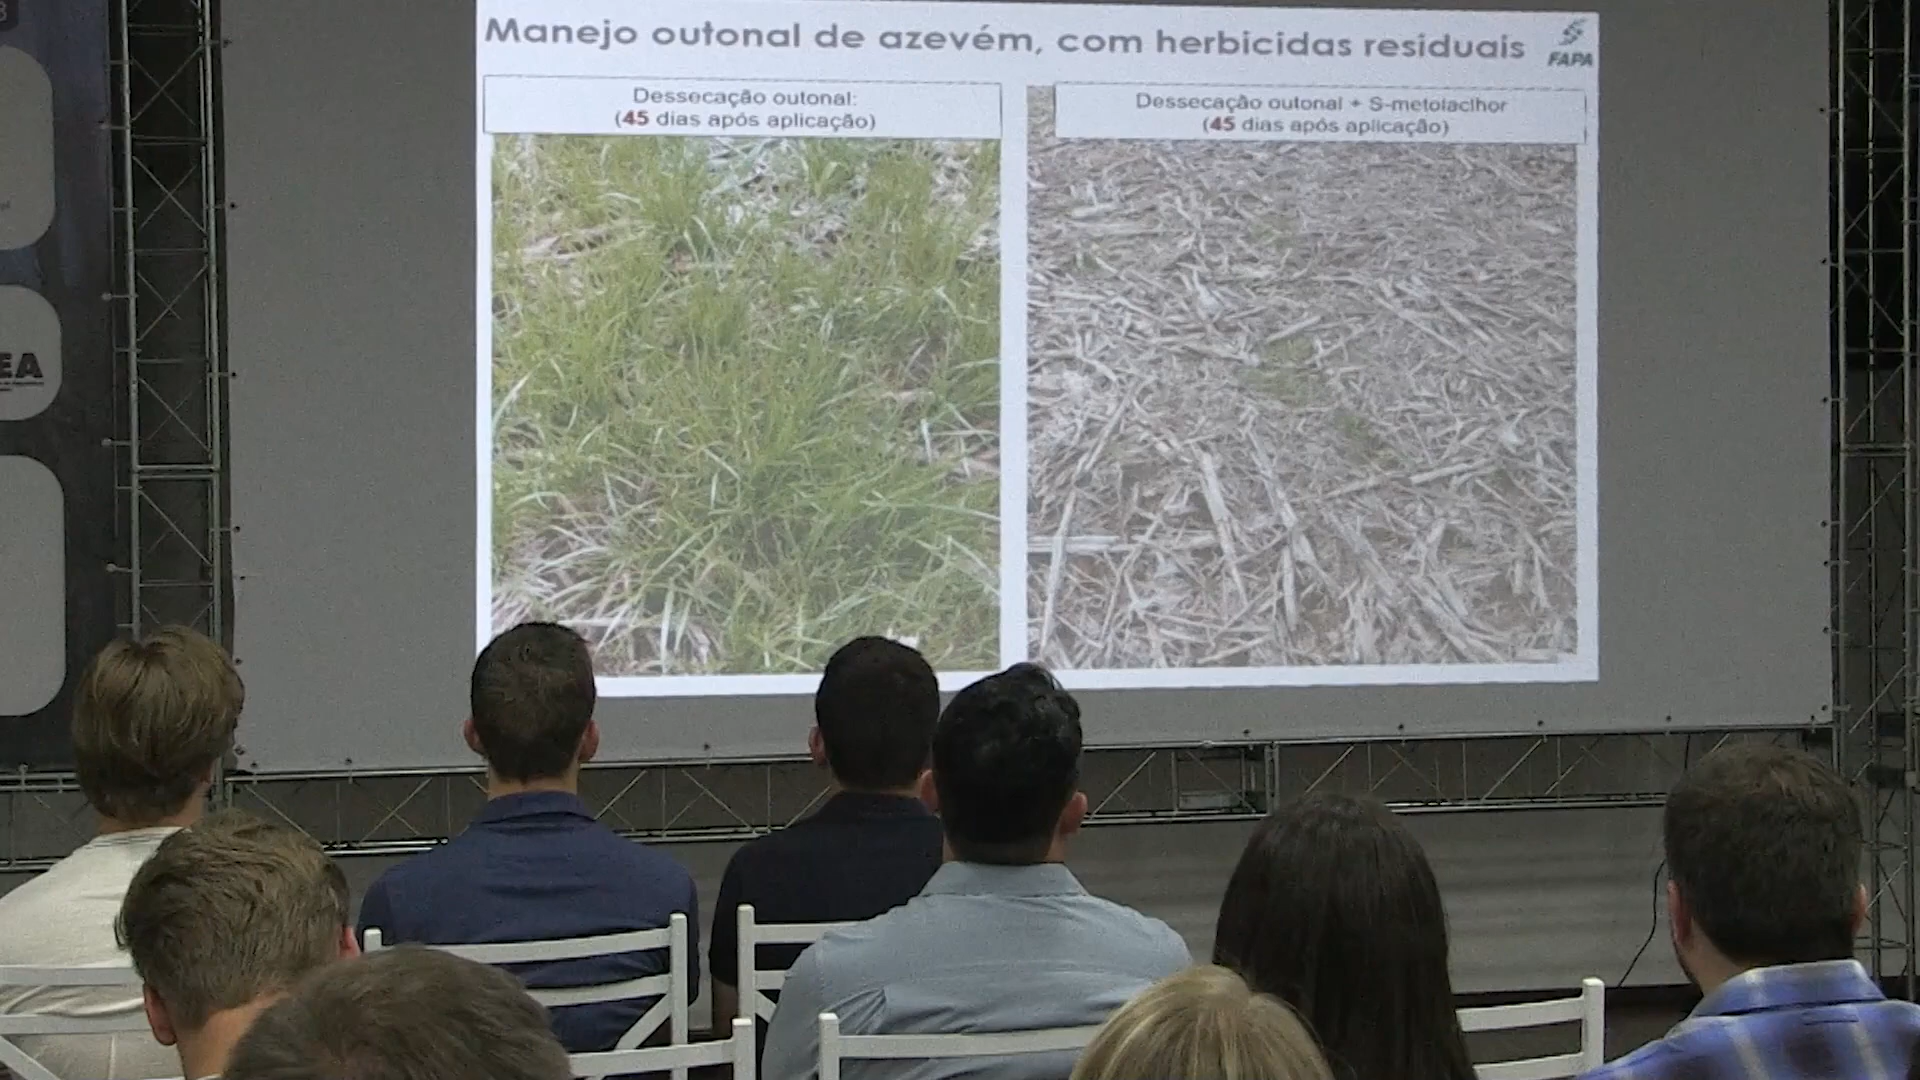 Manejo outonal de azevém, com herbicidas residuais
FAPA
Dessecação outonal:
(45 dias após aplicação)
Dessecação outonal + S-metolaclhor
(45 dias após aplicação)
EA